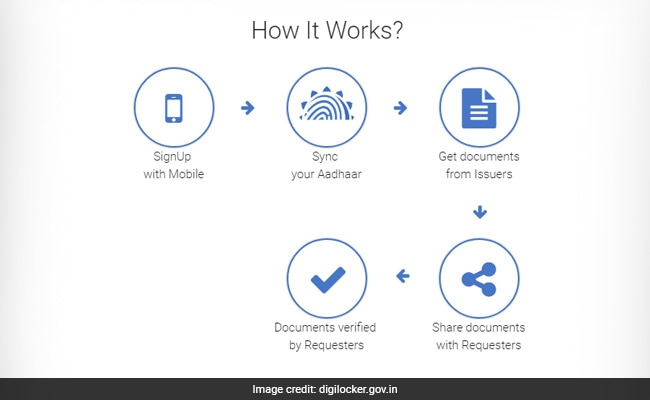 How It Works?
SignUp
with Mobile
Sync
your Aadhaar
Get documents
from Issuers
Share documents
with Requesters
Documents verified
by Requesters
Image credit: digilocker.gov.in